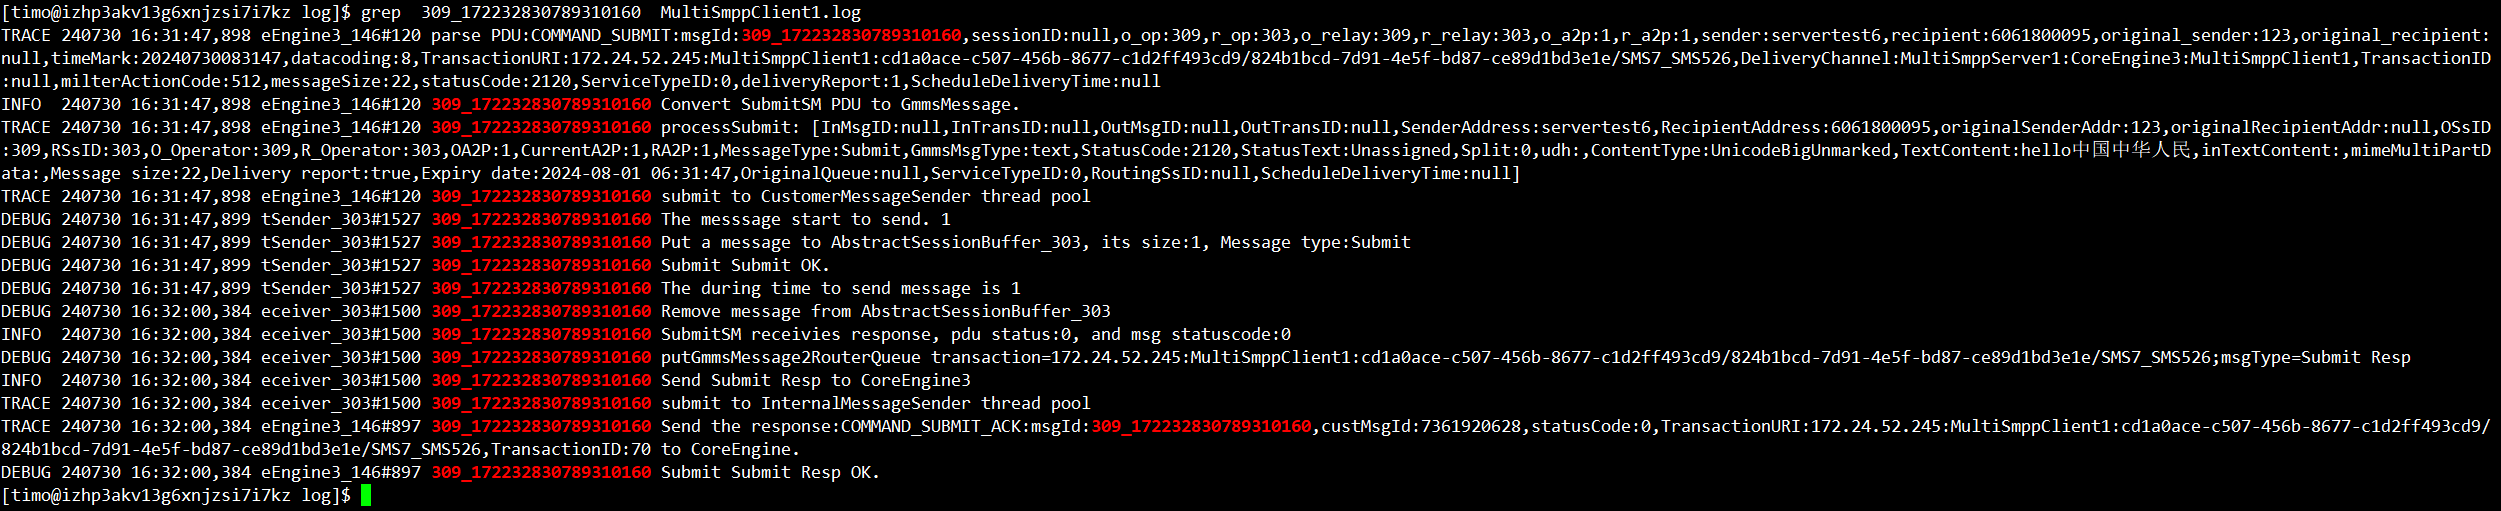 [timo@izhp3akv13g6xnjzsi7i7kz log]$ grep  309_172232830789310160  MultiSmppClient1.log
TRACE 240730 16:31:47,898 eEngine3_146#120 parse PDU:COMMAND_SUBMIT:msgId:309_172232830789310160,sessionID:null,o_op:309,r_op:303,o_relay:309,r_relay:303,o_a2p:1,r_a2p:1,sender:servertest6,recipient:6061800095,original_sender:123,original_recipient:
null,timeMark:20240730083147,datacoding:8,TransactionURI:172.24.52.245:MultiSmppClient1:cd1a0ace-c507-456b-8677-c1d2ff493cd9/824b1bcd-7d91-4e5f-bd87-ce89d1bd3e1e/SMS7_SMS526,DeliveryChannel:MultiSmppServer1:CoreEngine3:MultiSmppClient1,TransactionID
:null,milterActionCode:512,messageSize:22,statusCode:2120,ServiceTypeID:0,deliveryReport:1,ScheduleDeliveryTime:null
INFO  240730 16:31:47,898 eEngine3_146#120 309_172232830789310160 Convert SubmitSM PDU to GmmsMessage.
TRACE 240730 16:31:47,898 eEngine3_146#120 309_172232830789310160 processSubmit: [InMsgID:null,InTransID:null,OutMsgID:null,OutTransID:null,SenderAddress:servertest6,RecipientAddress:6061800095,originalSenderAddr:123,originalRecipientAddr:null,OSsID
:309,RSsID:303,O_Operator:309,R_Operator:303,OA2P:1,CurrentA2P:1,RA2P:1,MessageType:Submit,GmmsMsgType:text,StatusCode:2120,StatusText:Unassigned,Split:0,udh:,ContentType:UnicodeBigUnmarked,TextContent:hello中国中华人民,inTextContent:,mimeMultiPartD
ata:,Message size:22,Delivery report:true,Expiry date:2024-08-01 06:31:47,OriginalQueue:null,ServiceTypeID:0,RoutingSsID:null,ScheduleDeliveryTime:null]
TRACE 240730 16:31:47,898 eEngine3_146#120 309_172232830789310160 submit to CustomerMessageSender thread pool
DEBUG 240730 16:31:47,899 tSender_303#1527 309_172232830789310160 The messsage start to send. 1
DEBUG 240730 16:31:47,899 tSender_303#1527 309_172232830789310160 Put a message to AbstractSessionBuffer_303, its size:1, Message type:Submit
DEBUG 240730 16:31:47,899 tSender_303#1527 309_172232830789310160 Submit Submit OK.
DEBUG 240730 16:31:47,899 tSender_303#1527 309_172232830789310160 The during time to send message is 1
DEBUG 240730 16:32:00,384 eceiver_303#1500 309_172232830789310160 Remove message from AbstractSessionBuffer_303
INFO  240730 16:32:00,384 eceiver_303#1500 309_172232830789310160 SubmitSM receivies response, pdu status:0, and msg statuscode:0
DEBUG 240730 16:32:00,384 eceiver_303#1500 309_172232830789310160 putGmmsMessage2RouterQueue transaction=172.24.52.245:MultiSmppClient1:cd1a0ace-c507-456b-8677-c1d2ff493cd9/824b1bcd-7d91-4e5f-bd87-ce89d1bd3e1e/SMS7_SMS526;msgType=Submit Resp
INFO  240730 16:32:00,384 eceiver_303#1500 309_172232830789310160 Send Submit Resp to CoreEngine3
TRACE 240730 16:32:00,384 eceiver_303#1500 309_172232830789310160 submit to InternalMessageSender thread pool
TRACE 240730 16:32:00,384 eEngine3_146#897 309_172232830789310160 Send the response:COMMAND_SUBMIT_ACK:msgId:309_172232830789310160,custMsgId:7361920628,statusCode:0,TransactionURI:172.24.52.245:MultiSmppClient1:cd1a0ace-c507-456b-8677-c1d2ff493cd9/
824b1bcd-7d91-4e5f-bd87-ce89d1bd3e1e/SMS7_SMS526,TransactionID:70 to CoreEngine.
DEBUG 240730 16:32:00,384 eEngine3_146#897 309_172232830789310160 Submit Submit Resp OK.
[timo@izhp3akv13g6xnjzsi7i7kz log]$